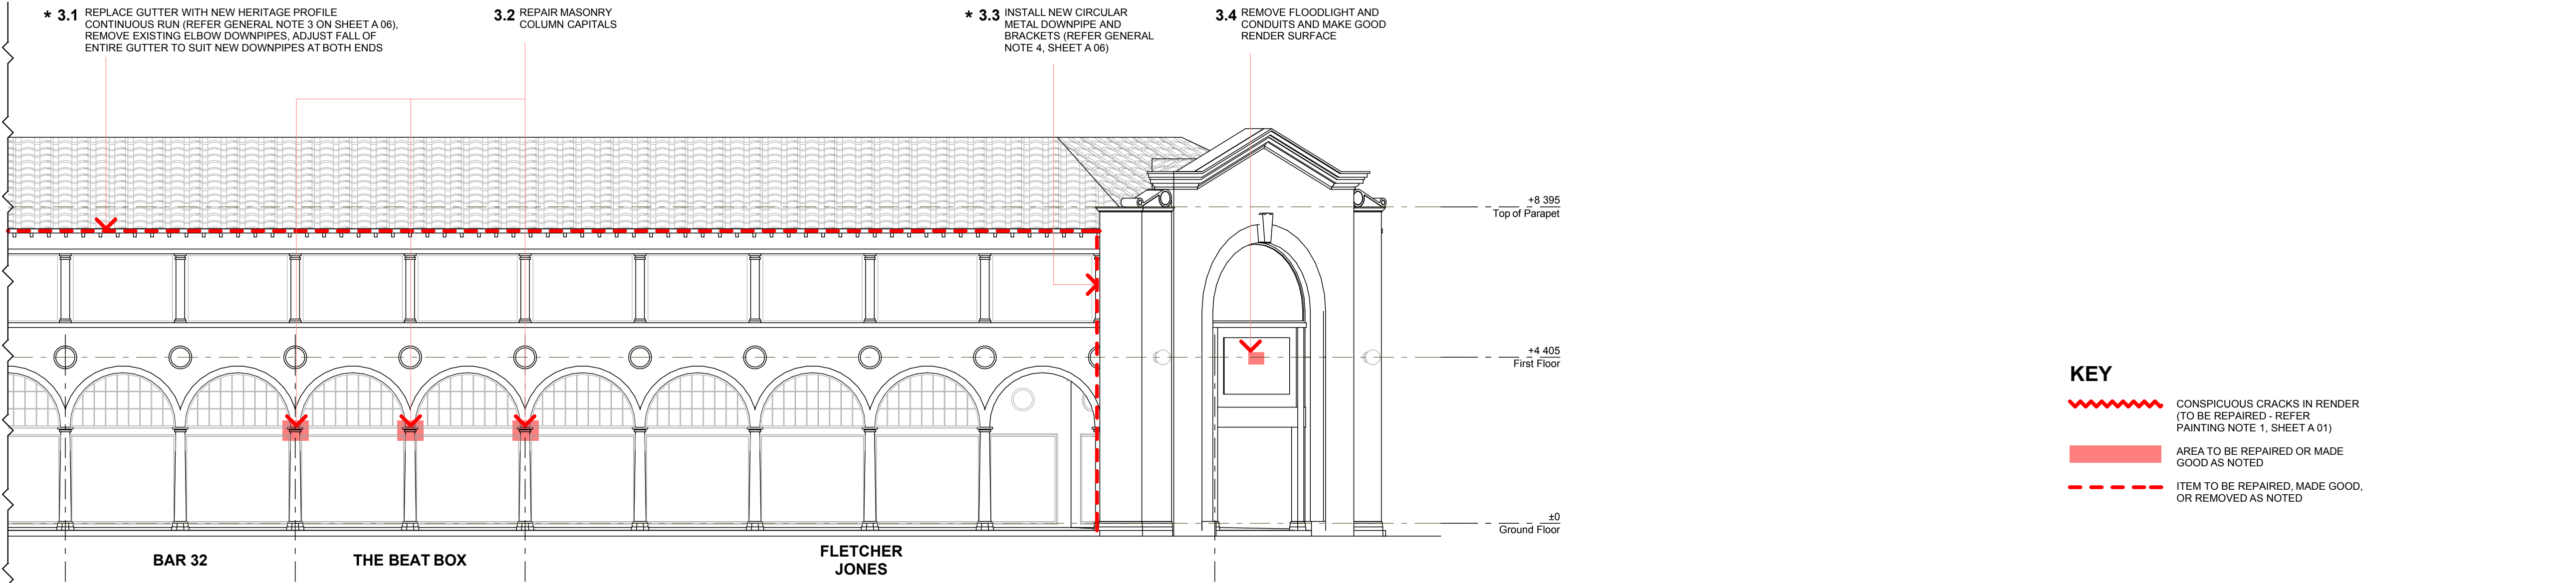 * 3.1 REPLACE GUTTER WITH NEW HERITAGE PROFILE
CONTINUOUS RUN (REFER GENERAL NOTE 3 ON SHEET A 06),
REMOVE EXISTING ELBOW DOWNPIPES, ADJUST FALL OF
ENTIRE GUTTER TO SUIT NEW DOWNPIPES AT BOTH ENDS
3.2 REPAIR MASONRY
COLUMN CAPITALS
* 3.3 INSTALL NEW CIRCULAR
METAL DOWNPIPE AND
BRACKETS (REFER GENERAL
NOTE 4, SHEET A 06)
3.4 REMOVE FLOODLIGHT AND
CONDUITS AND MAKE GOOD
RENDER SURFACE
+8 395
Top of Parapet
+4 405
First Floor
±0
Ground Floor
BAR 32
THE BEAT BOX
FLETCHER
JONES
KEY
CONSPICUOUS CRACKS IN RENDER
(TO BE REPAIRED - REFER
PAINTING NOTE 1, SHEET A 01)
AREA TO BE REPAIRED OR MADE
GOOD AS NOTED
ITEM TO BE REPAIRED, MADE GOOD,
OR REMOVED AS NOTED